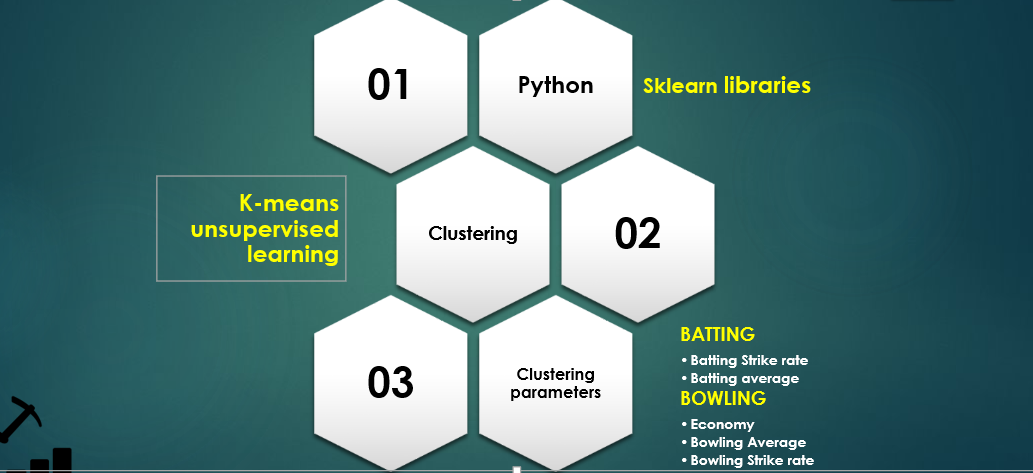 01
Python
Sklearn libraries
K-means
unsupervised
learning
Clustering
02
03
Clustering
parameters
BATTING
• Batting Strike rate
• Batting average
BOWLING
• Economy
• Bowling Average
• Bowling Strike rate